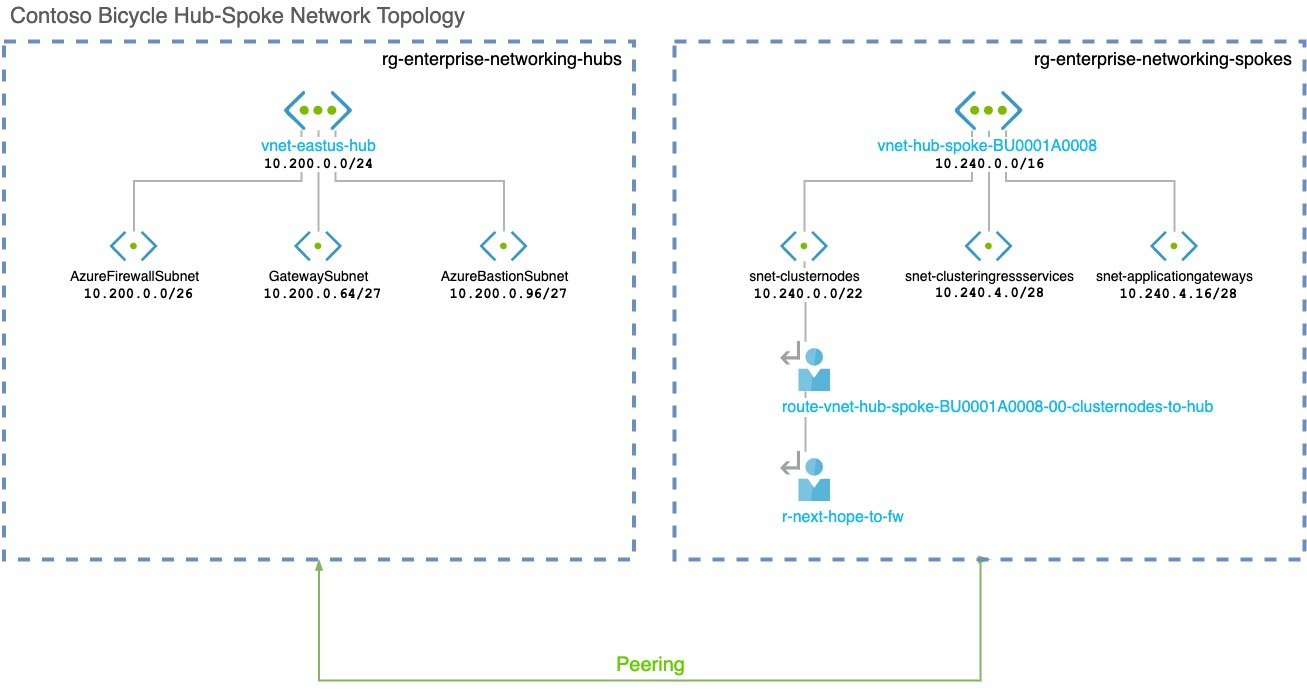 Contoso Bicycle Hub-Spoke Network Topology
rg-enterprise-networking-hubs
vnet-eastus-hub
10.200.0.0/24
AzureFirewallSubnet
10.200.0.0/26
GatewaySubnet
10.200.0.64/27
AzureBastionSubnet
10.200.0.96/27
rg-enterprise-networking-spokes
vnet-hub-spoke-BU0001A0008
10.240.0.0/16
snet-clusternodes
10.240.0.0/22
snet-clusteringressservices
10.240.4.0/28
snet-applicationgateways
10.240.4.16/28
route-vnet-hub-spoke-BU0001A0008-00-clusternodes-to-hub
r-next-hope-to-fw
Peering